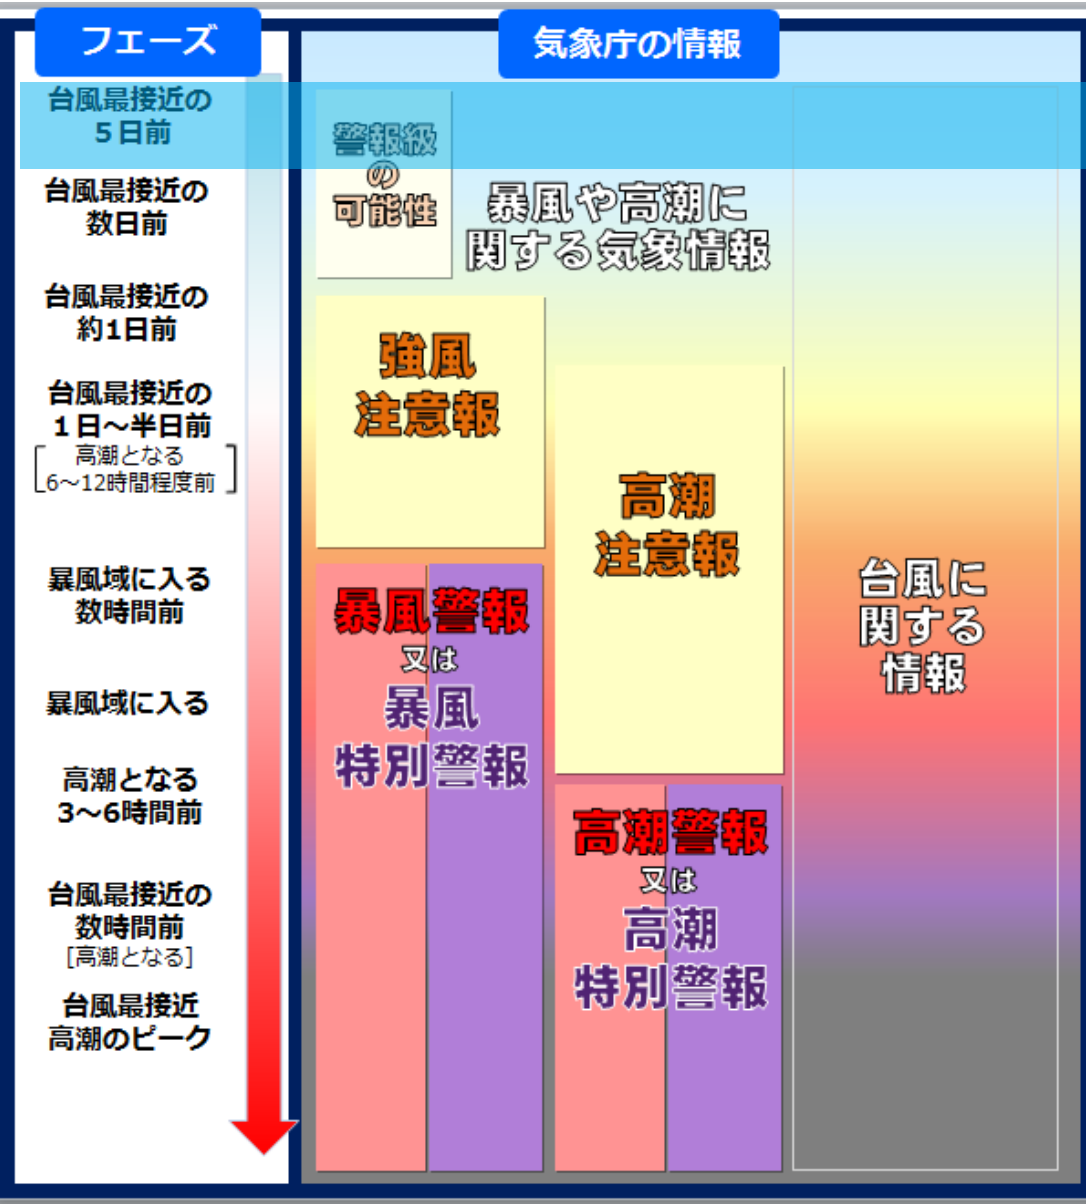 フェーズ
気象庁の情報
台風最接近の
５日前
台風最接近の
数日前
台風最接近の
約1日前
台風最接近の
１日～半日前
高潮となる
6～12時間程度前
暴風域に入る
数時間前
暴風域に入る
高潮となる
3～6時間前
台風最接近の
数時間前
[高潮となる]
台風最接近
高潮のピーク
警報級
の
可能性
暴風や高潮に
関する気象情報
強風
注意報
高潮
注意報
暴風警報
又は
暴風
特別警報
高潮警報
又は
高潮
特別警報
台風に
関する
情報